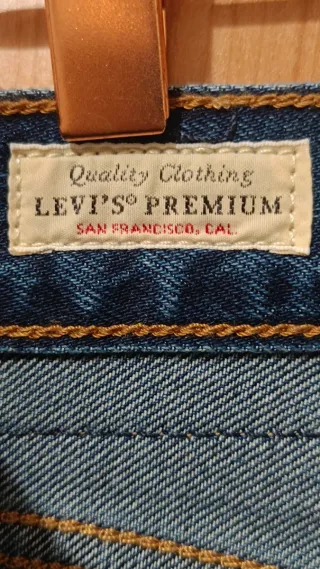 Quality Clothing
LEVI'S® PREMIUM
SAN FRANCISCO, CAL.